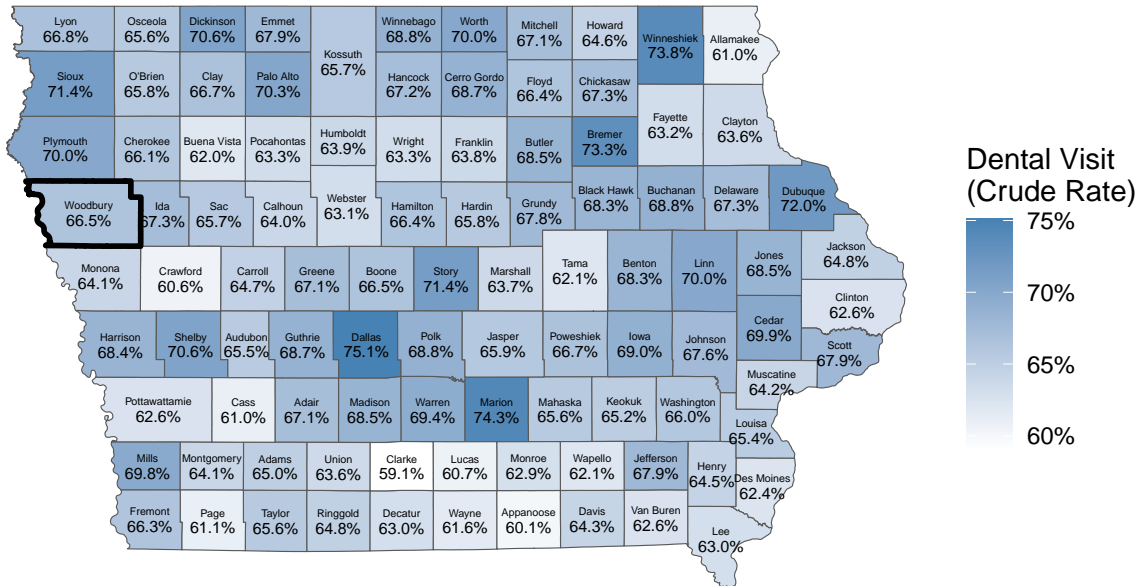 Lyon
66.8%
Osceola
65.6%
Dickinson
70.6%
Emmet
67.9%
Winnebago
68.8%
Worth
70.0%
Mitchell
67.1%
Howard
64.6%
Winneshiek
73.8%
Allamakee
61.0%
Kossuth
65.7%
Sioux
71.4%
O'Brien
65.8%
Clay
66.7%
Palo Alto
70.3%
Hancock
67.2%
Cerro Gordo
68.7%
Floyd
66.4%
Chickasaw
67.3%
Fayette
63.2%
Clayton
63.6%
Plymouth
70.0%
Cherokee
66.1%
Buena Vista
62.0%
Pocahontas
63.3%
Humboldt
63.9%
Wright
63.3%
Franklin
63.8%
Butler
68.5%
Bremer
73.3%
Woodbury
66.5%
Ida
67.3%
Sac
65.7%
Calhoun
64.0%
Webster
63.1%
Hamilton
66.4%
Hardin
65.8%
Grundy
67.8%
Black Hawk
68.3%
Buchanan
68.8%
Delaware
67.3%
Dubuque
72.0%
Monona
64.1%
Crawford
60.6%
Carroll
64.7%
Greene
67.1%
Boone
66.5%
Story
71.4%
Marshall
63.7%
Tama
62.1%
Benton
68.3%
Linn
70.0%
Jones
68.5%
Jackson
64.8%
Clinton
62.6%
Harrison
68.4%
Shelby
70.6%
Audubon
65.5%
Guthrie
68.7%
Dallas
75.1%
Polk
68.8%
Jasper
65.9%
Poweshiek
66.7%
Iowa
69.0%
Johnson
67.6%
Cedar
69.9%
Scott
67.9%
Muscatine
64.2%
Pottawattamie
62.6%
Cass
61.0%
Adair
67.1%
Madison
68.5%
Warren
69.4%
Marion
74.3%
Mahaska
65.6%
Keokuk
65.2%
Washington
66.0%
Louisa
65.4%
Mills
69.8%
Montgomery
64.1%
Adams
65.0%
Union
63.6%
Clarke
59.1%
Lucas
60.7%
Monroe
62.9%
Wapello
62.1%
Jefferson
67.9%
Henry
64.5%
Des Moines
62.4%
Fremont
66.3%
Page
61.1%
Taylor
65.6%
Ringgold
64.8%
Decatur
63.0%
Wayne
61.6%
Appanoose
60.1%
Davis
64.3%
Van Buren
62.6%
Lee
63.0%
Dental Visit
(Crude Rate)
75%
70%
65%
60%